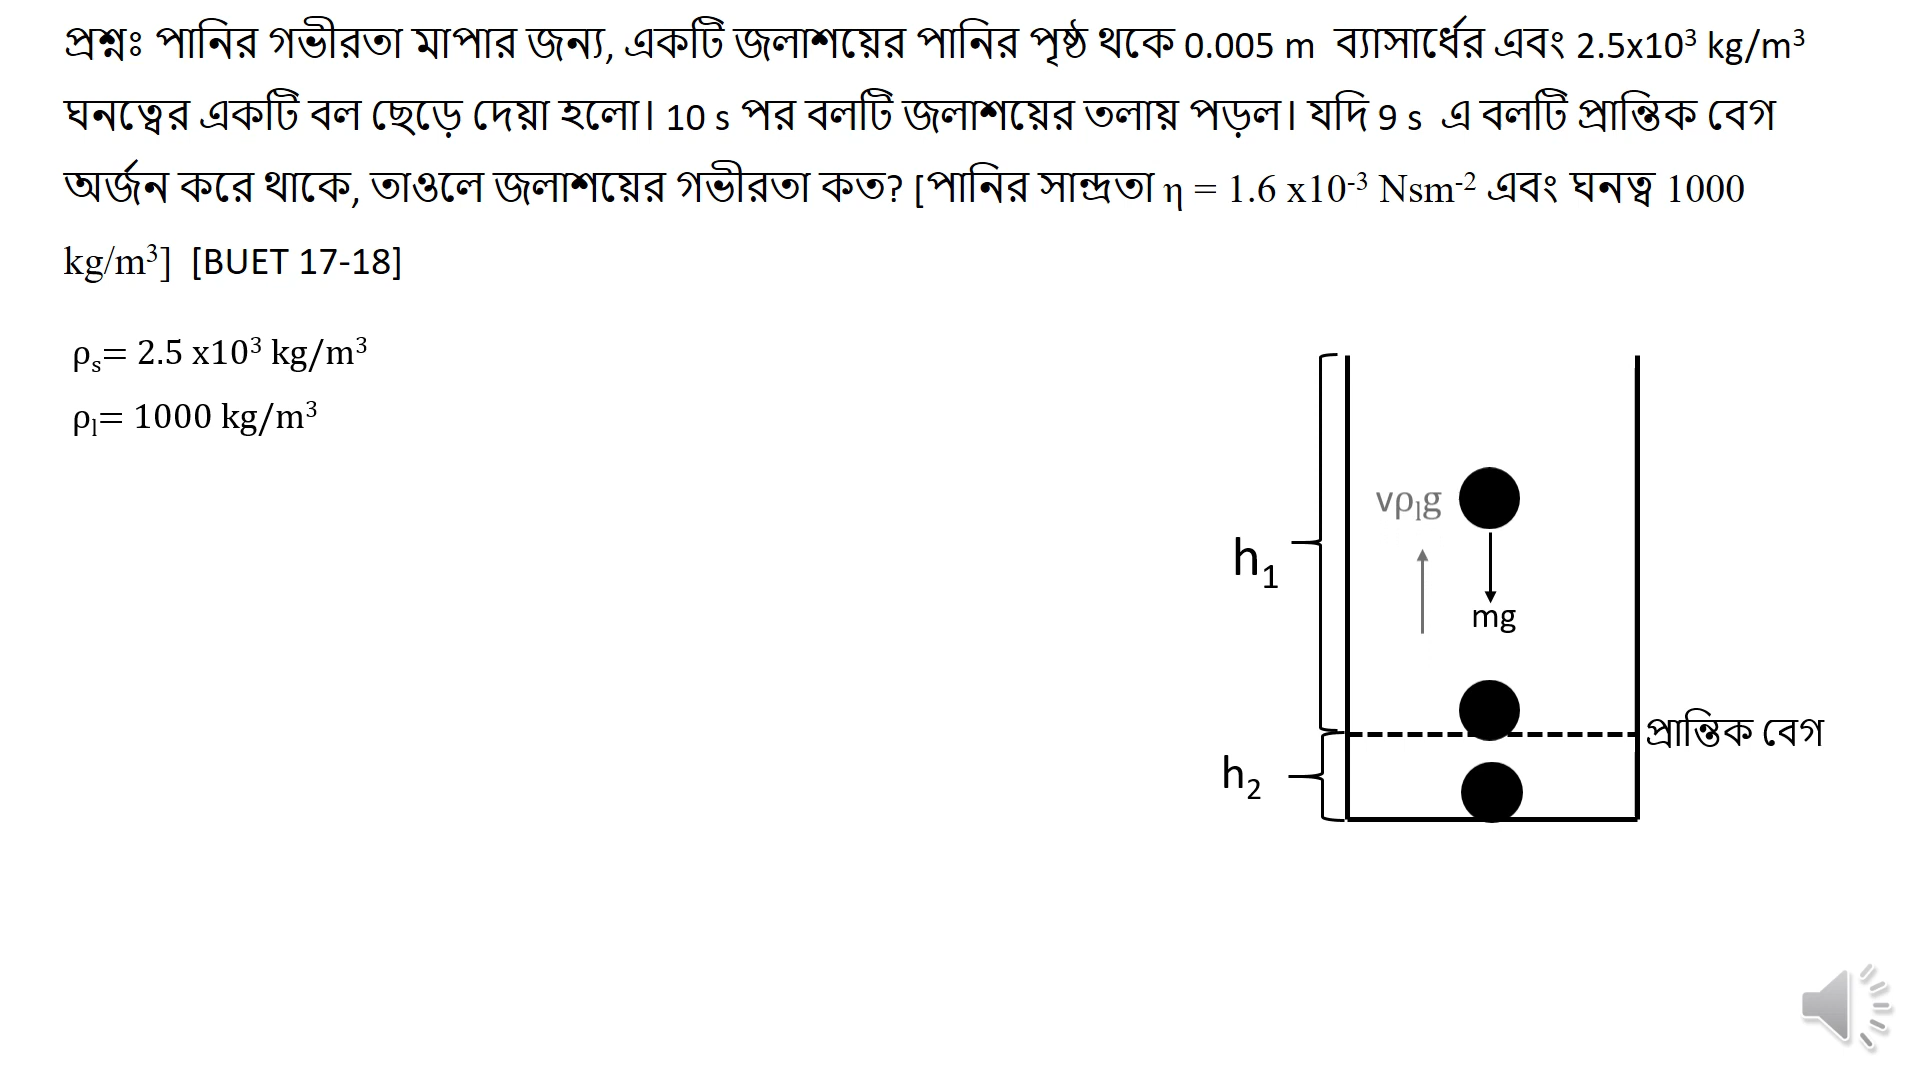 প্রশ্নঃ পানির গভীরতা মাপার জন্য, একটি জলাশয়ের পানির পৃষ্ঠ থকে 0.005 m ব্যাসার্ধের এবং 2.5x10³ kg/m³
ঘনত্বের একটি বল ছেড়ে দেয়া হলো। 10 s পর বলটি জলাশয়ের তলায় পড়ল। যদি 9 s এ বলটি প্রান্তিক বেগ
অর্জন করে থাকে, তাওলে জলাশয়ের গভীরতা কত? [পানির সান্দ্রতা η = 1.6 x10⁻³ Nsm⁻² এবং ঘনত্ব 1000
kg/m³] [BUET 17-18]
ρₛ= 2.5 x10³ kg/m³
ρₗ= 1000 kg/m³
vρₗg
h₁
mg
প্রান্তিক বেগ
h₂